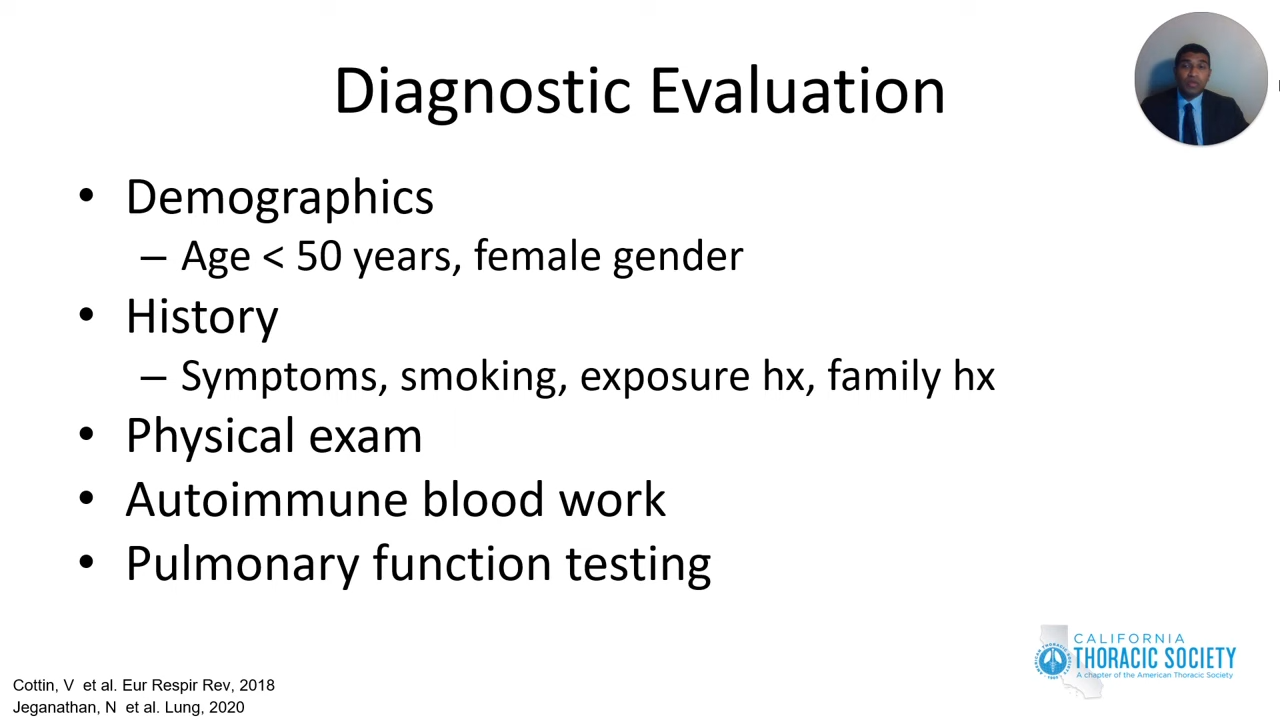 Diagnostic Evaluation
• Demographics
– Age < 50 years, female gender
• History
– Symptoms, smoking, exposure hx, family hx
• Physical exam
• Autoimmune blood work
• Pulmonary function testing
CALIFORNIA
THORACIC SOCIETY
A chapter of the American Thoracic Society
Cottin, V et al. Eur Respir Rev, 2018
Jeganathan, N et al. Lung, 2020